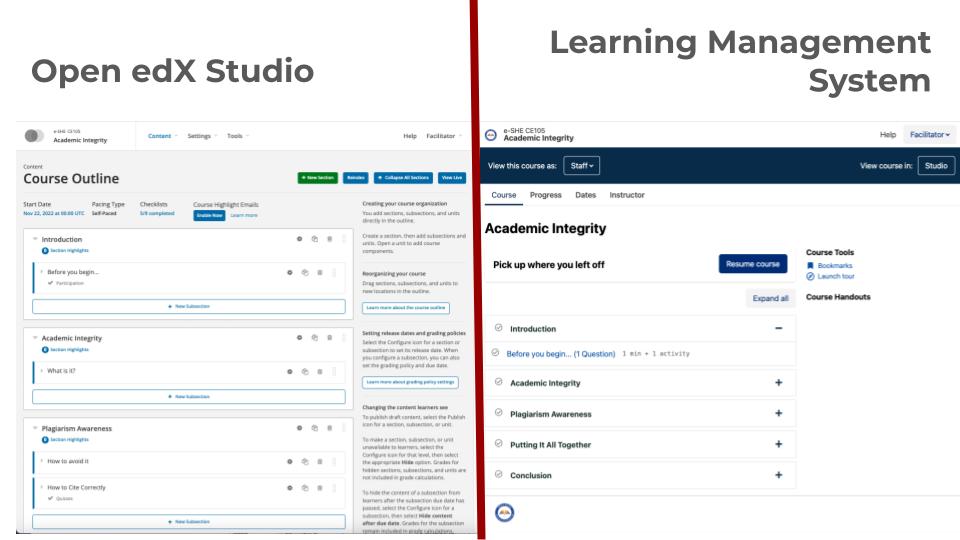 Open edX Studio
Learning Management
System
e-SHE CE105
Academic Integrity
Content
Settings
Tools
Help
Facilitator
Content
Course Outline
+ New Section
Reindex
+ Collapse All Sections
View Live
Start Date
Nov 22, 2022 at 00:00 UTC
Pacing Type
Self-Paced
Checklists
5/9 completed
Course Highlight Emails
Enable Now
Learn more
Introduction
0 Section Highlights
Before you begin...
Participation
+ New Subsection
Academic Integrity
0 Section Highlights
What is it?
+ New Subsection
Plagiarism Awareness
0 Section Highlights
How to avoid it
How to Cite Correctly
Quizzes
+ New Subsection
Creating your course organization
You add sections, subsections, and units
directly in the outline.
Create a section, then add subsections and
units. Open a unit to add course
components.
Reorganizing your course
Drag sections, subsections, and units to
new locations in the outline.
Learn more about the course outline
Setting release dates and grading policies
Select the Configure icon for a section or
subsection to set its release date. When
you configure a subsection, you can also
set the grading policy and due date.
Learn more about grading policy settings
Changing the content learners see
To publish draft content, select the Publish
icon for a section, subsection, or unit.
To make a section, subsection, or unit
unavailable to learners, select the
Configure icon for that level, then select
the appropriate Hide option. Grades for
hidden sections, subsections, and units are
not included in grade calculations.
To hide the content of a subsection from
learners after the subsection due date has
passed, select the Configure icon for a
subsection, then select Hide content
after due date. Grades for the subsection
remain included in grade calculations.
e-SHE CE105
Academic Integrity
Help
Facilitator
View this course as:
Staff
View course in:
Studio
Course
Progress
Dates
Instructor
Academic Integrity
Pick up where you left off
Resume course
Expand all
Introduction
Before you begin... (1 Question)
1 min + 1 activity
Academic Integrity
Plagiarism Awareness
Putting It All Together
Conclusion
Course Tools
Bookmarks
Launch tour
Course Handouts